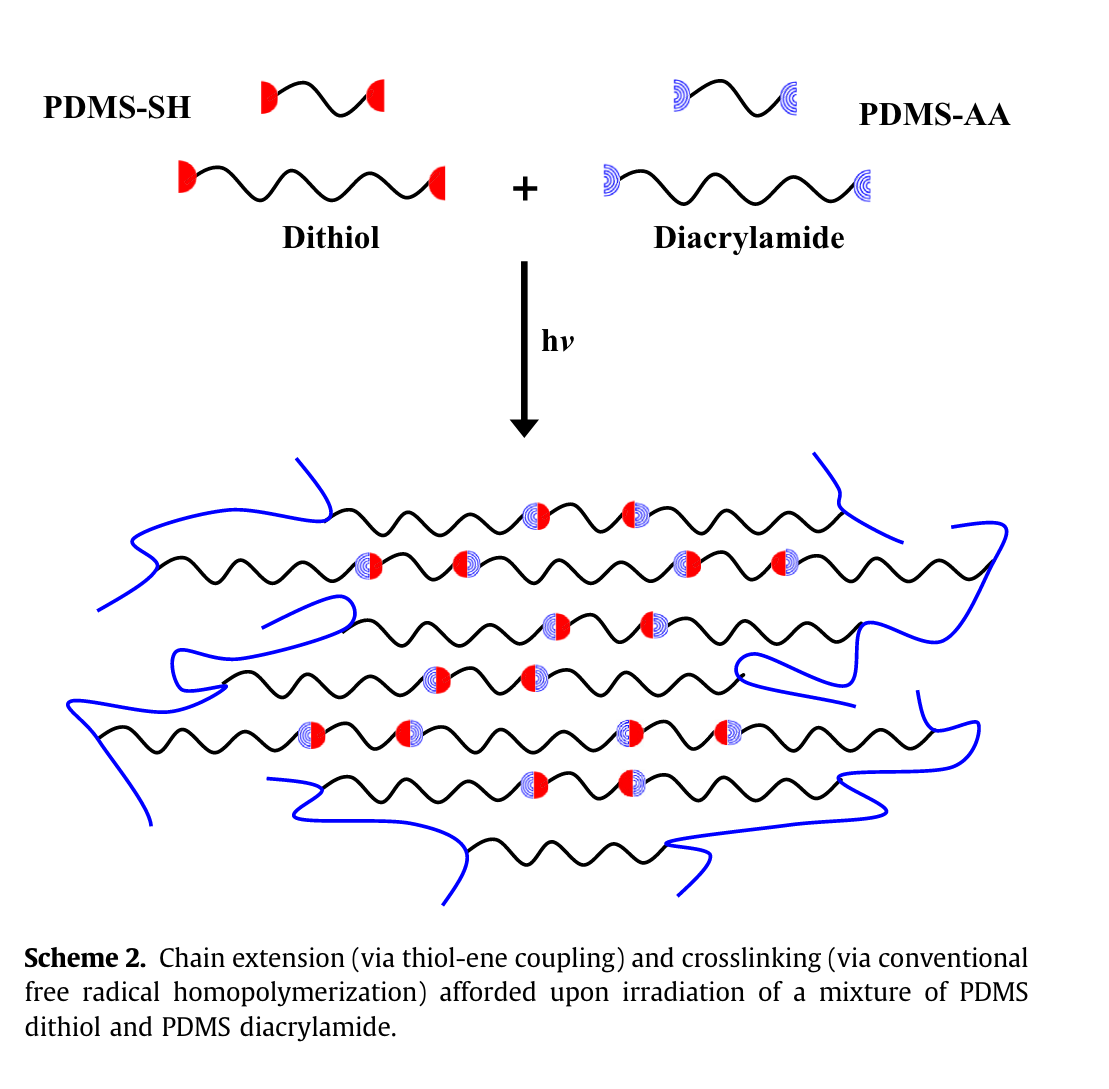 PDMS-SH
PDMS-AA
+
Dithiol
Diacrylamide
hν
Scheme 2. Chain extension (via thiol-ene coupling) and crosslinking (via conventional
free radical homopolymerization) afforded upon irradiation of a mixture of PDMS
dithiol and PDMS diacrylamide.